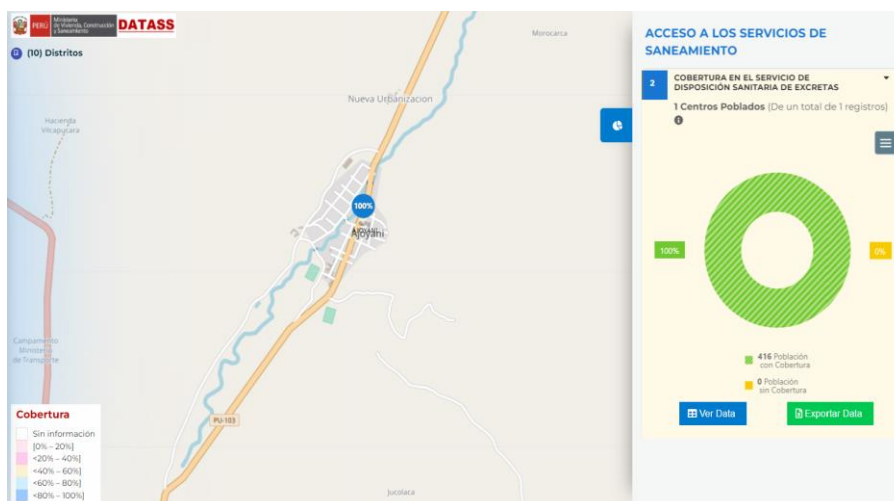 PERÚ
Ministerio
de Vivienda, Construcción
y Saneamiento
DATASS
(10) Distritos
Morocarca
Nueva Urbanizacion
Hacienda
Vilcapucara
100%
Ajoyani
Campamento
Ministerio
de Transporte
PU-103
Jucolaca
Cobertura
Sin información
[0% – 20%]
<20% – 40%]
<40% – 60%]
<60% – 80%]
<80% – 100%]
ACCESO A LOS SERVICIOS DE
SANEAMIENTO
2
COBERTURA EN EL SERVICIO DE
DISPOSICIÓN SANITARIA DE EXCRETAS
1 Centros Poblados (De un total de 1 registros)
100%
0%
416 Población
con Cobertura
0 Población
sin Cobertura
Ver Data
Exportar Data